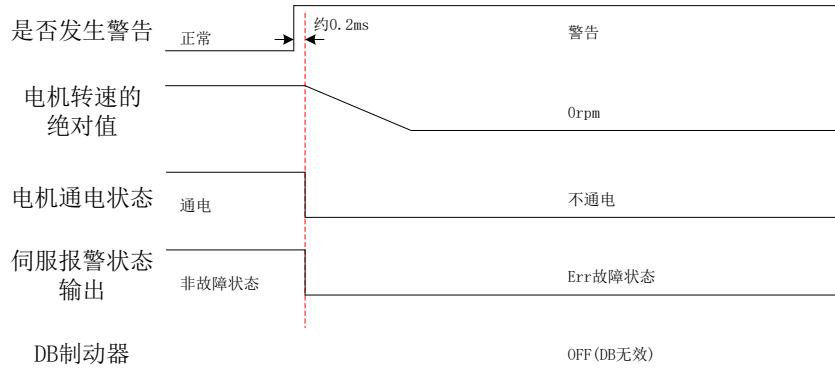 约0.2ms
是否发生警告
正常
警告
电机转速的
绝对值
0rpm
电机通电状态
通电
不通电
伺服报警状态
输出
非故障状态
Err故障状态
DB制动器
OFF(DB无效)